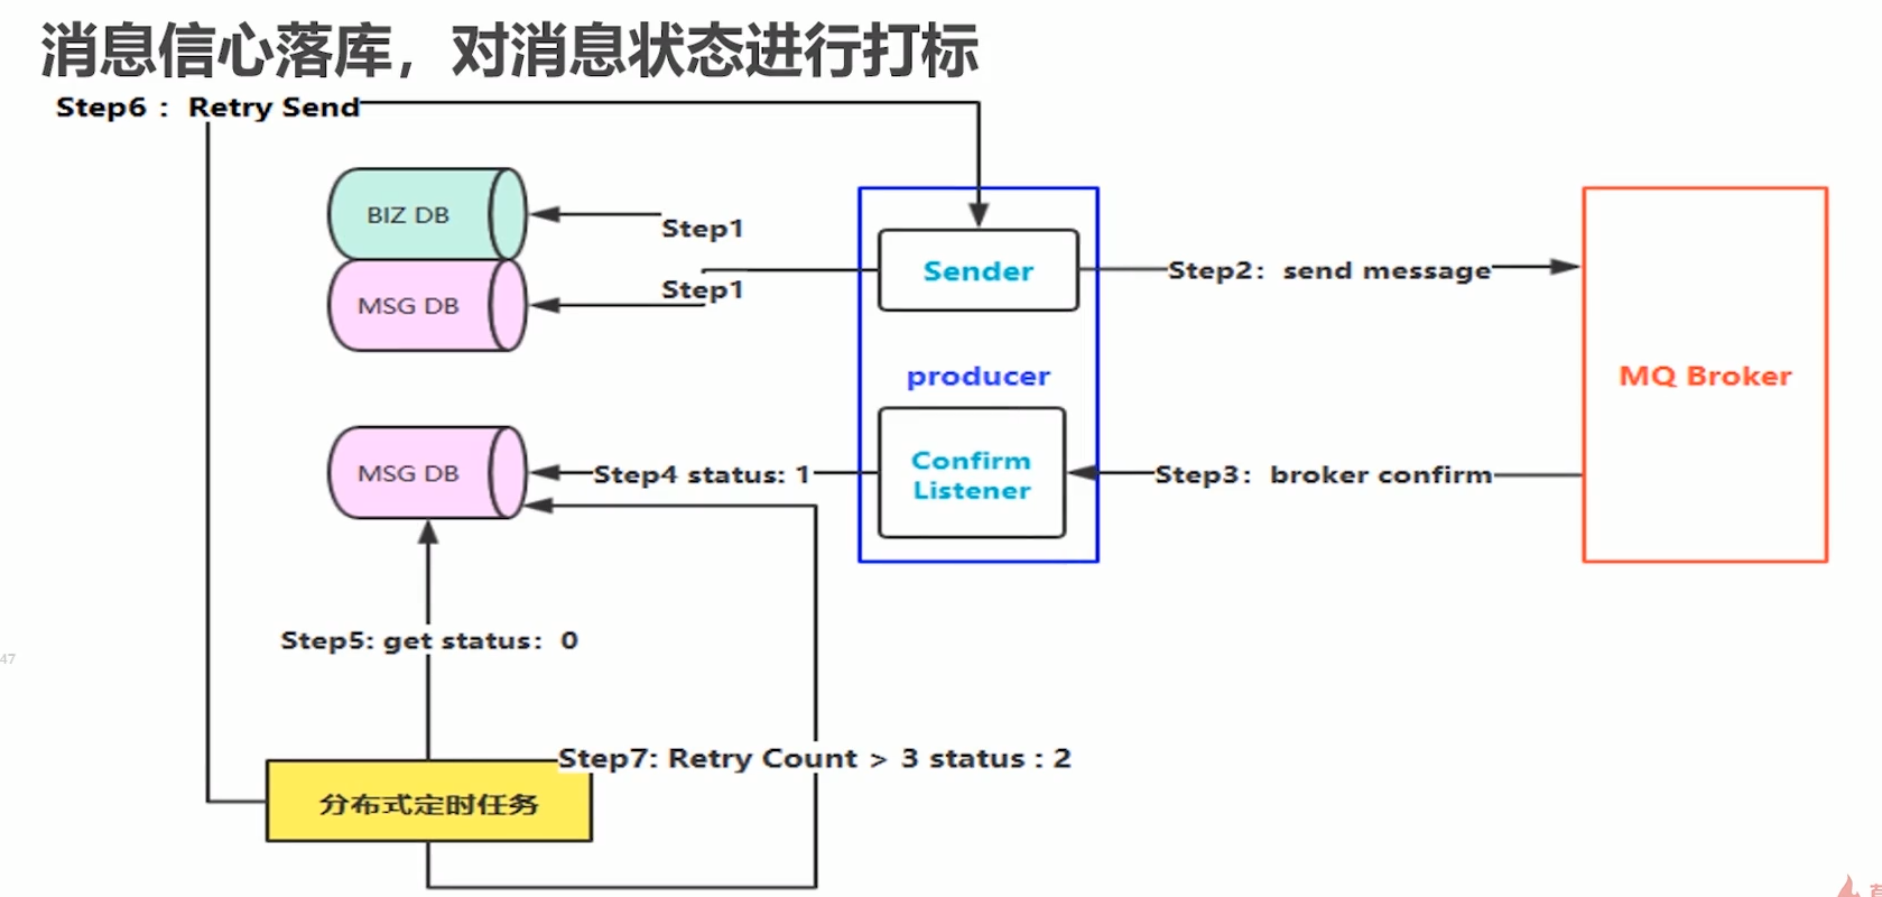 消息信心落库，对消息状态进行打标
Step6： Retry Send
BIZ DB
Step1
MSG DB
Step1
Sender
Step2：send message
producer
MQ Broker
MSG DB
Step4 status: 1
Confirm
Listener
Step3：broker confirm
Step5: get status：0
47
Step7: Retry Count > 3 status : 2
分布式定时任务